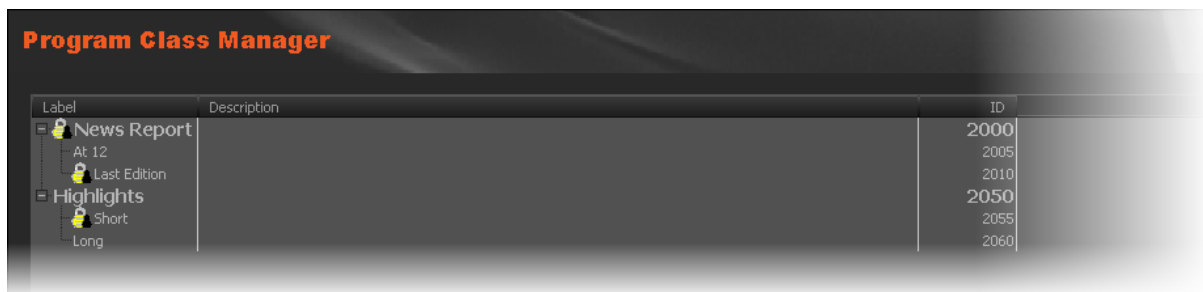 Program Class Manager
Label Description ID
News Report 2000
At 12 2005
Last Edition 2010
Highlights 2050
Short 2055
Long 2060